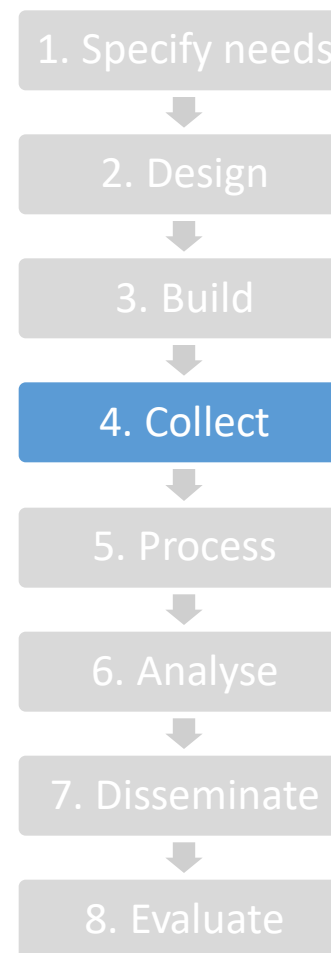 1. Specify needs
2. Design
3. Build
4. Collect
5. Process
6. Analyse
7. Disseminate
8. Evaluate